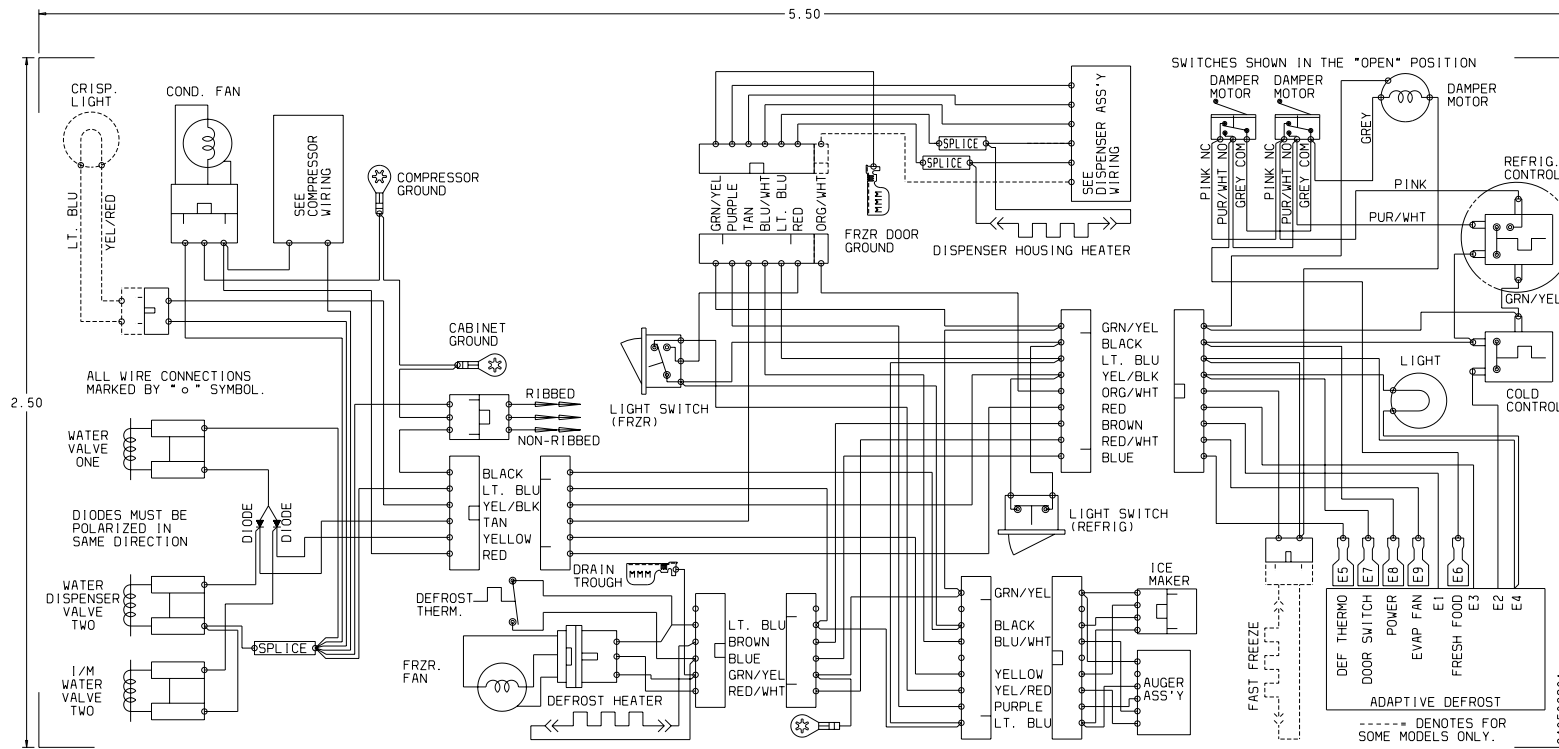 5.50
SWITCHES SHOWN IN THE "OPEN" POSITION
CRISP.
LIGHT
COND. FAN
DAMPER
MOTOR
DAMPER
MOTOR
DAMPER
MOTOR
GREY
LT. BLU
YEL/RED
SEE
COMPRESSOR
WIRING
COMPRESSOR
GROUND
SPLICE
SPLICE
SEE
DISPENSER ASS'Y
WIRING
GRN/YEL
PURPLE
TAN
BLU/WHT
LT. BLU
RED
ORG/WHT
FRZR DOOR
GROUND
DISPENSER HOUSING HEATER
PINK NC
PUR/WHT NO
GREY COM
PINK NC
PUR/WHT NO
GREY COM
PINK
PUR/WHT
REFRIG.
CONTROL
GRN/YEL
CABINET
GROUND
ALL WIRE CONNECTIONS
MARKED BY "o" SYMBOL.
2.50
RIBBED
NON-RIBBED
LIGHT SWITCH
(FRZR)
GRN/YEL
BLACK
LT. BLU
YEL/BLK
ORG/WHT
RED
BROWN
RED/WHT
BLUE
LIGHT
COLD
CONTROL
WATER
VALVE
ONE
BLACK
LT. BLU
YEL/BLK
TAN
YELLOW
RED
DIODES MUST BE
POLARIZED IN
SAME DIRECTION
DIODE
DIODE
LIGHT SWITCH
(REFRIG)
WATER
DISPENSER
VALVE
TWO
SPLICE
DRAIN
TROUGH
DEFROST
THERM.
LT. BLU
BROWN
BLUE
GRN/YEL
RED/WHT
FRZR.
FAN
DEFROST HEATER
I/M
WATER
VALVE
TWO
GRN/YEL
BLACK
BLU/WHT
YELLOW
YEL/RED
PURPLE
LT. BLU
ICE
MAKER
AUGER
ASS'Y
FAST FREEZE
E5
E7
E8
E9
E1
E6
E3
E2
E4
DEF THERMO
DOOR SWITCH
POWER
EVAP FAN
FRESH FOOD
ADAPTIVE DEFROST
----- = DENOTES FOR
SOME MODELS ONLY.